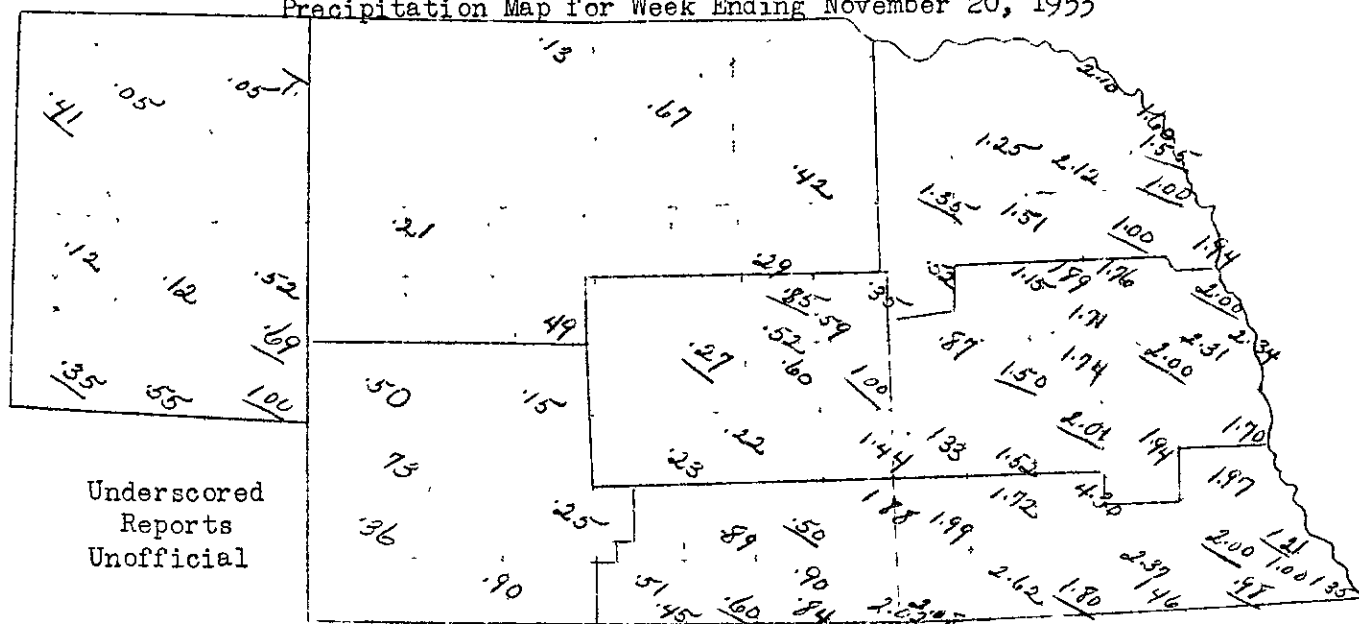 Precipitation Map for Week Ending November 20, 1955
.13
2.10
.41 .05 .05 T.
.67
1.60
1.25 2.12 1.55
.42 1.35 1.51 1.00
.21 1.00 1.94
.12 .12 .52 .29 .52 1.15 1.89 1.76
.85 .59 .35 2.00
.69 49 .52 .87 1.71 2.31 2.34
.27 .60 1.00 1.50 1.74 2.00
.35 .55 1.00 .50 .15
.22 1.44 1.33 2.01 1.94 1.70
73 .23 1.52 1.97
Underscored
Reports
Unofficial
.36 .25 .89 .50 1.88 1.99 1.72 4.30
2.00 1.21
.90 .51 .90 2.62 1.80 2.37 1.46 .98 1.00 1.35
.45 .60 .84